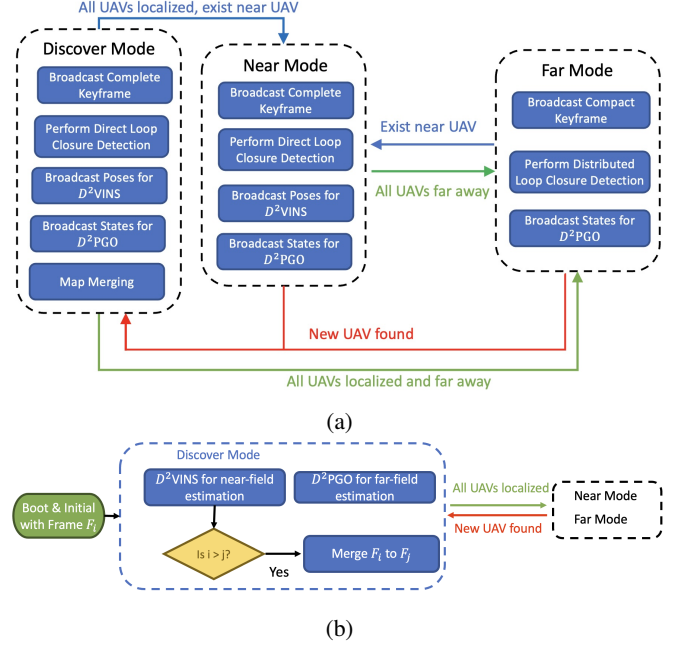 All UAVs localized, exist near UAV
Discover Mode
Broadcast Complete
Keyframe
Perform Direct Loop
Closure Detection
Broadcast Poses for
D²VINS
Broadcast States for
D²PGO
Map Merging
Near Mode
Broadcast Complete
Keyframe
Perform Direct Loop
Closure Detection
Broadcast Poses for
D²VINS
Broadcast States for
D²PGO
Exist near UAV
All UAVs far away
Far Mode
Broadcast Compact
Keyframe
Perform Distributed
Loop Closure Detection
Broadcast States for
D²PGO
New UAV found
All UAVs localized and far away
(a)
Discover Mode
Boot & Initial
with Frame Fᵢ
D²VINS for near-field
estimation
D²PGO for far-field
estimation
Is i > j?
Yes
Merge Fᵢ to Fⱼ
All UAVs localized
New UAV found
Near Mode
Far Mode
(b)